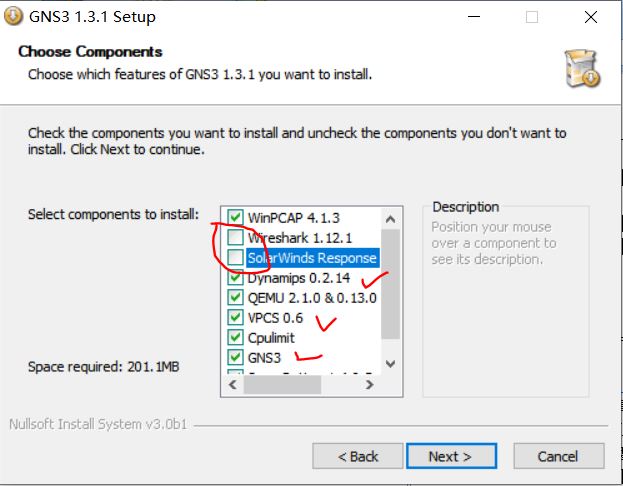 GNS3 1.3.1 Setup
Choose Components
Choose which features of GNS3 1.3.1 you want to install.
Check the components you want to install and uncheck the components you don't want to
install. Click Next to continue.
Select components to install:
WinPCAP 4.1.3
Wireshark 1.12.1
SolarWinds Response
Dynamips 0.2.14
QEMU 2.1.0 & 0.13.0
VPCS 0.6
Cpulimit
GNS3
Description
Position your mouse
over a component to
see its description.
Space required: 201.1MB
Nullsoft Install System v3.0b1
< Back
Next >
Cancel